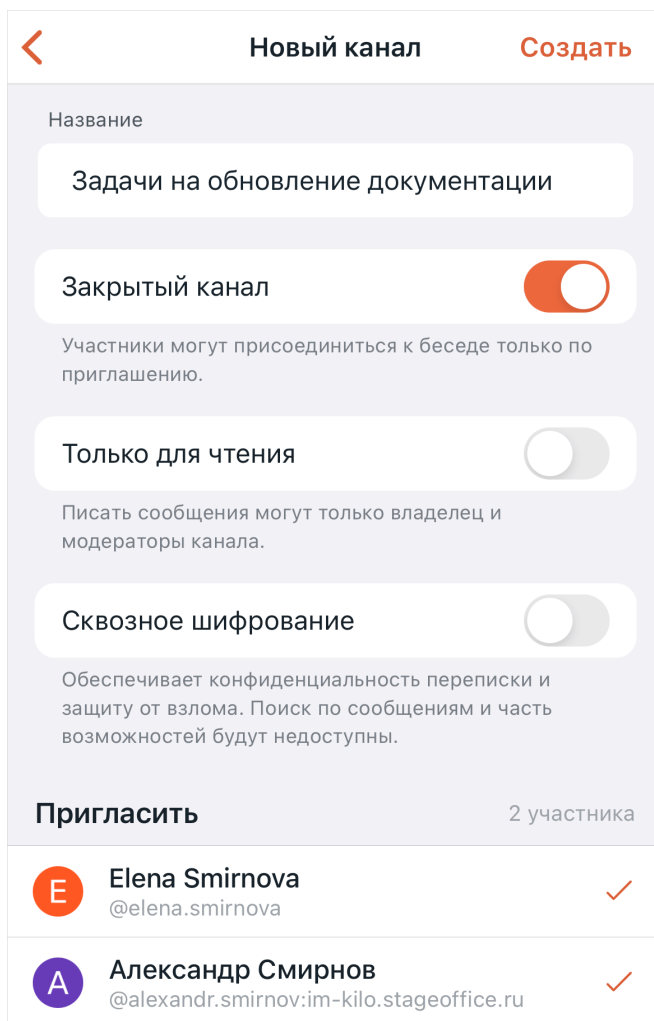 Новый канал
Создать
Название
Задачи на обновление документации
Закрытый канал
Участники могут присоединиться к беседе только по
приглашению.
Только для чтения
Писать сообщения могут только владелец и
модераторы канала.
Сквозное шифрование
Обеспечивает конфиденциальность переписки и
защиту от взлома. Поиск по сообщениям и часть
возможностей будут недоступны.
Пригласить
2 участника
E
Elena Smirnova
@elena.smirnova
А
Александр Смирнов
@alexandr.smirnov:im-kilo.stageoffice.ru